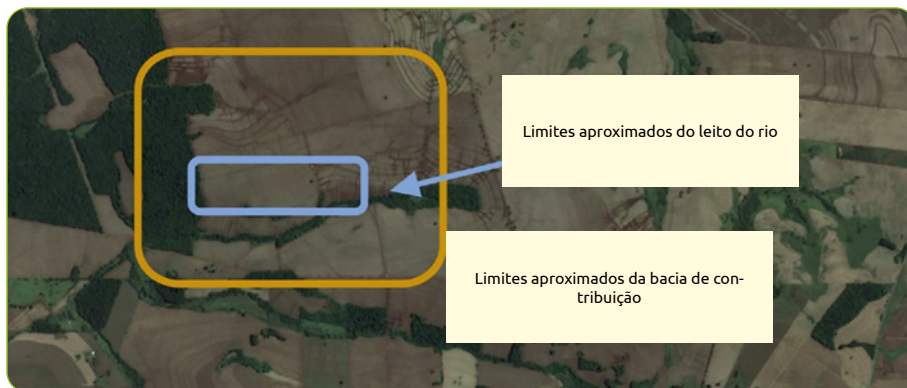 Limites aproximados do leito do rio
Limites aproximados da bacia de con-
tribuição